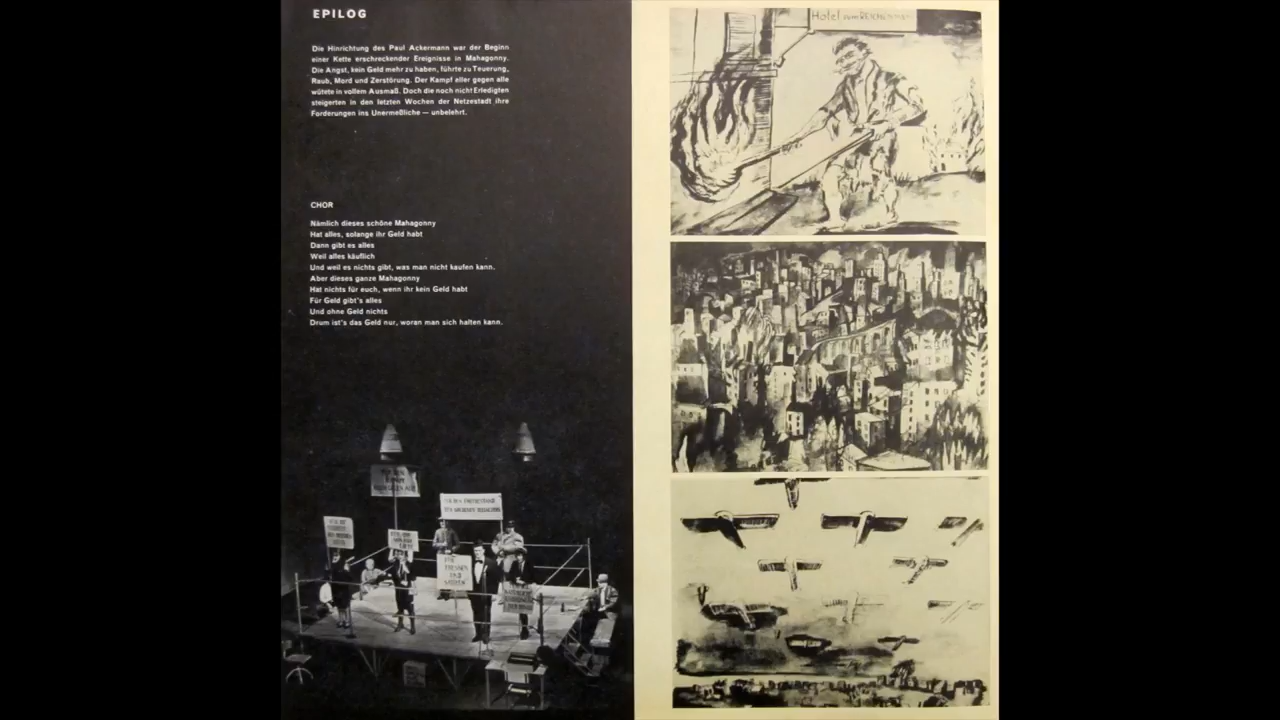 EPILOG
Die Hinrichtung des Paul Ackermann war der Beginn
einer Kette erschreckender Ereignisse in Mahagonny.
Die Angst, kein Geld mehr zu haben, führte zu Teuerung,
Raub, Mord und Zerstörung. Der Kampf eller gegen alle
wütete in vollem Ausmaß. Doch die noch nicht Erledigten
steigerten in den letzten Wochen der Netzestadt ihre
Forderungen ins Unermeßliche — unbelehrt.
CHOR
Nämlich dieses schöne Mahagonny
Hat alles, solange ihr Geld habt
Dann gibt es alles
Weil alles käuflich
Und weil es nichts gibt, was man nicht kaufen kann.
Aber dieses ganze Mahagonny
Hat nichts für euch, wenn ihr kein Geld habt
Für Geld gibt's alles
Und ohne Geld nichts
Drum ist's das Geld nur, woran man sich halten kann.
Hotel zum